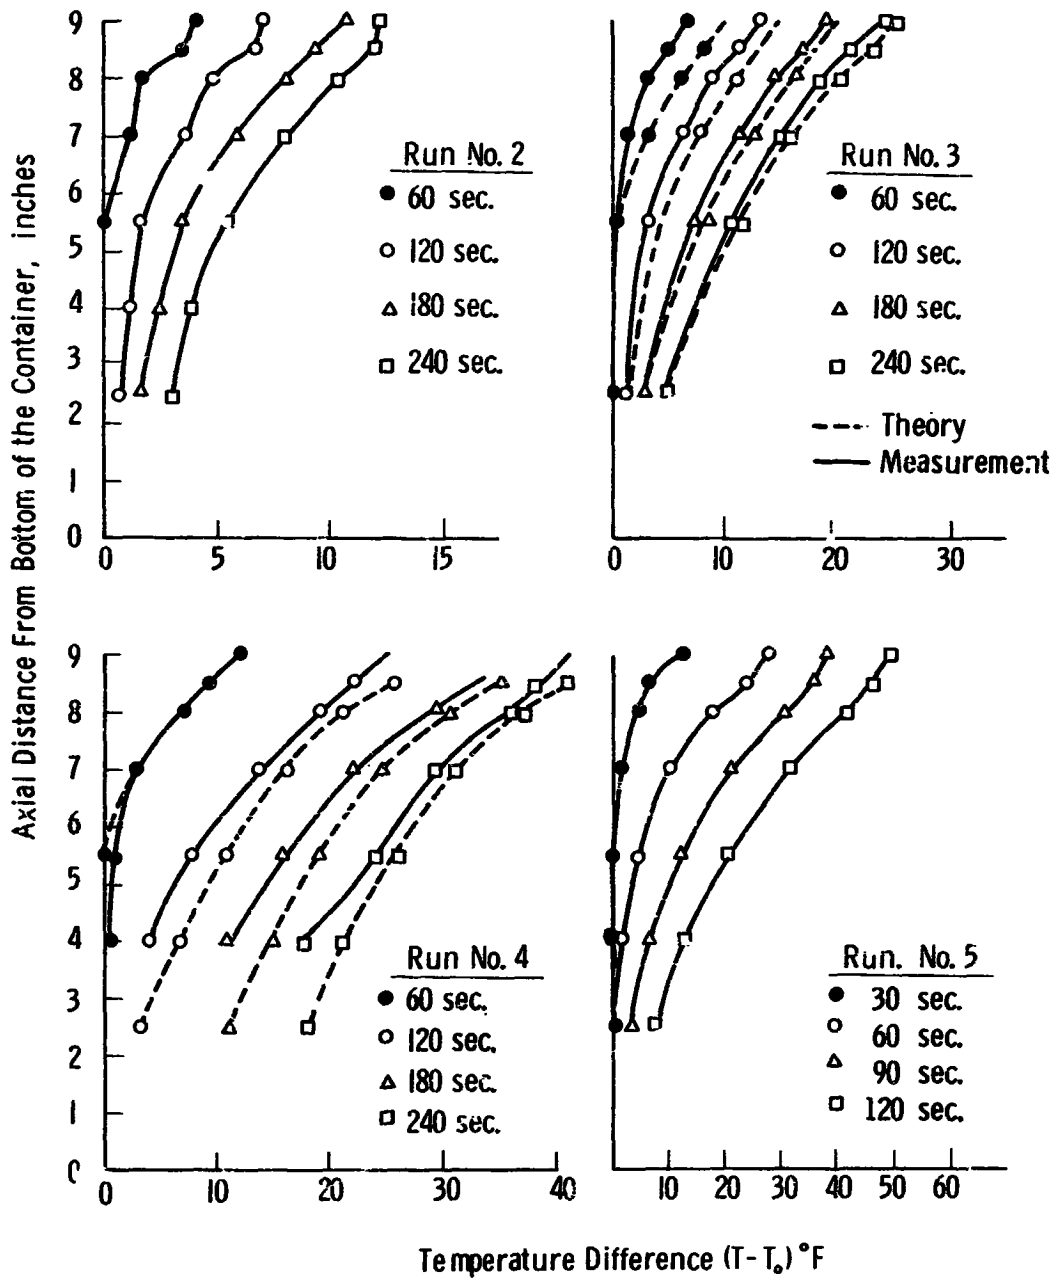 Axial Distance From Bottom of the Container, inches
9
8
7
6
5
4
3
2
1
0
0
5
10
15
Run No. 2
60 sec.
120 sec.
180 sec.
240 sec.
0
10
20
30
Run No. 3
60 sec.
120 sec.
180 sec.
240 sec.
Theory
Measurement
9
8
7
6
5
4
3
2
1
0
0
10
20
30
40
Run No. 4
60 sec.
120 sec.
180 sec.
240 sec.
0
10
20
30
40
50
60
Run. No. 5
30 sec.
60 sec.
90 sec.
120 sec.
Temperature Difference (T-T₀) °F